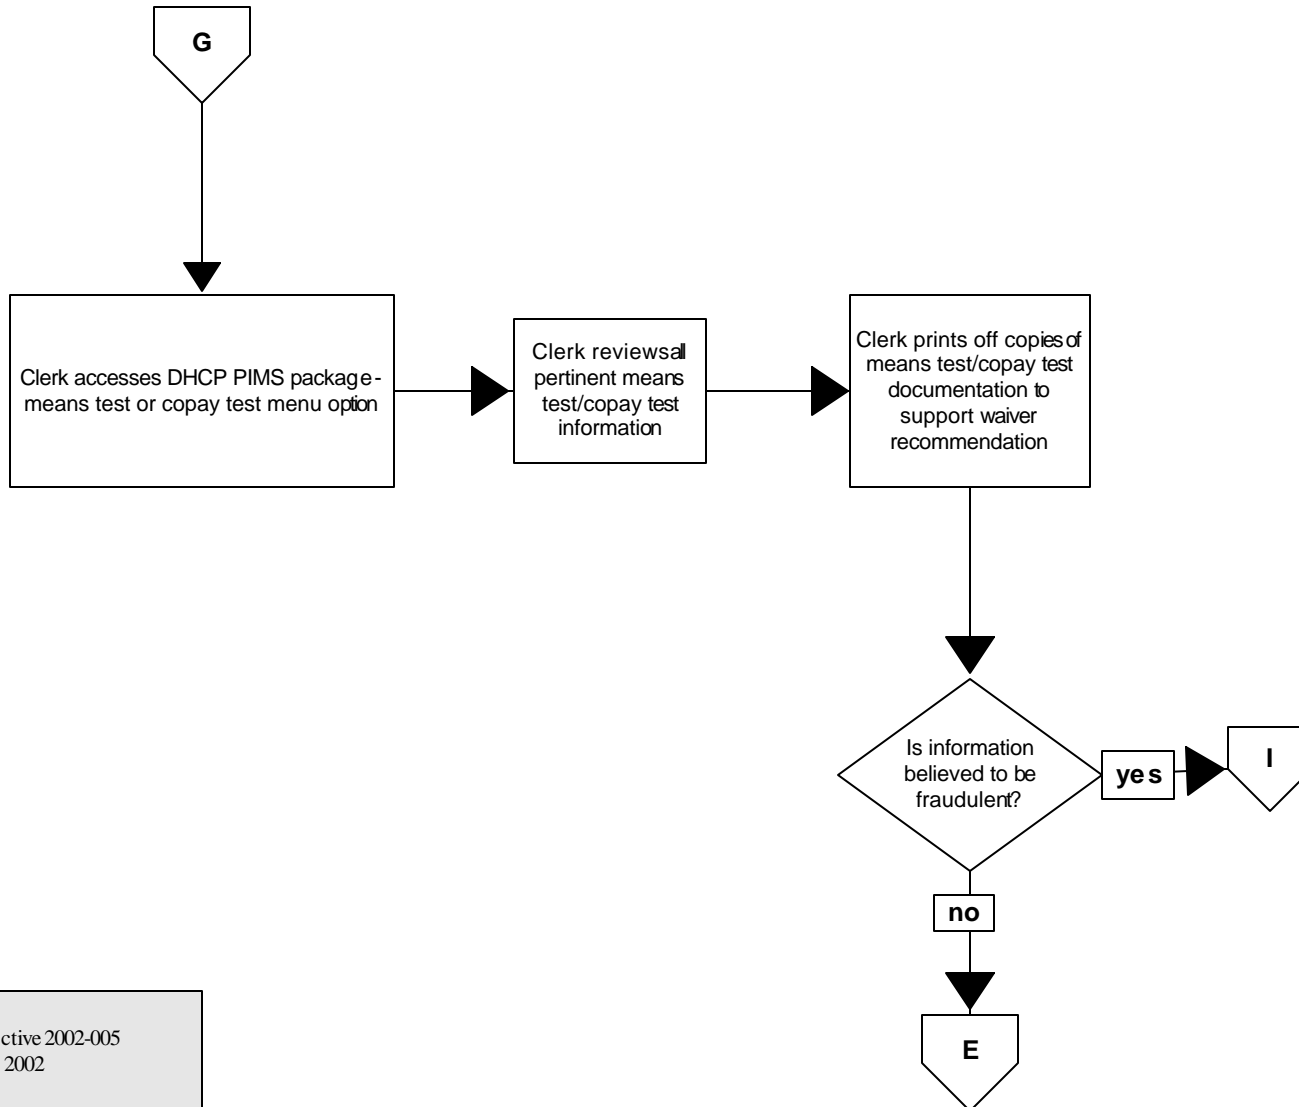 G
Clerk accesses DHCP PIMS package -
means test or copay test menu option
Clerk reviews all
pertinent means
test/copay test
information
Clerk prints off copies of
means test/copay test
documentation to
support waiver
recommendation
Is information
believed to be
fraudulent?
yes
I
no
E
ctive 2002-005
2002